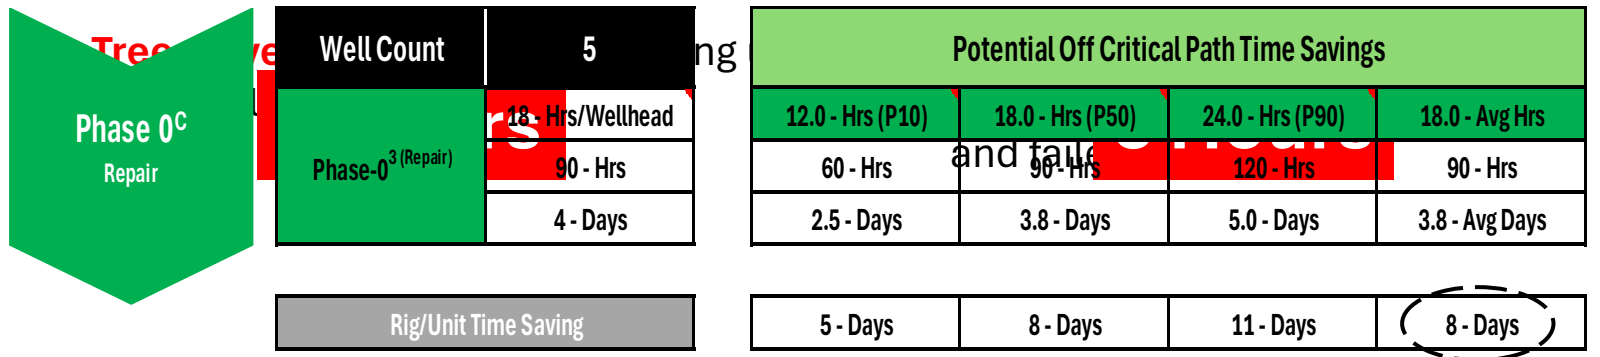 Phase 0C
Repair
Well Count 5
Phase-03 (Repair)
18 - Hrs/Wellhead
90 - Hrs
4 - Days
Potential Off Critical Path Time Savings
12.0 - Hrs (P10) 18.0 - Hrs (P50) 24.0 - Hrs (P90) 18.0 - Avg Hrs
60 - Hrs 90 - Hrs 120 - Hrs 90 - Hrs
2.5 - Days 3.8 - Days 5.0 - Days 3.8 - Avg Days
and
Rig/Unit Time Saving 5 - Days 8 - Days 11 - Days 8 - Days